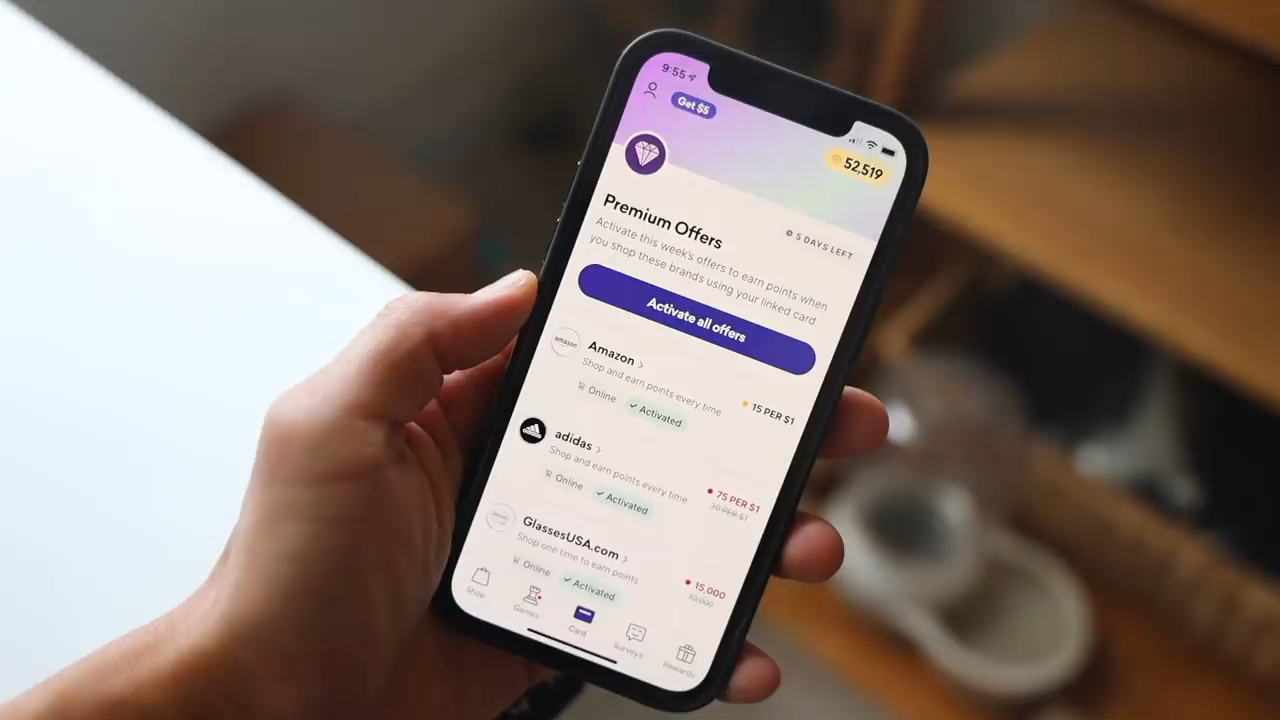 9:55
Get $5
52,519
Premium Offers
5 DAYS LEFT
Activate this week's offers to earn points when
you shop these brands using your linked card
Activate all offers
amazon
Amazon
Shop and earn points every time
15 PER $1
Online
Activated
adidas
Shop and earn points every time
75 PER $1
30 PER $1
Online
Activated
GlassesUSA.com
Shop one time to earn points
15,000
10,000
Online
Activated
Shop
Games
Card
Surveys
Rewards